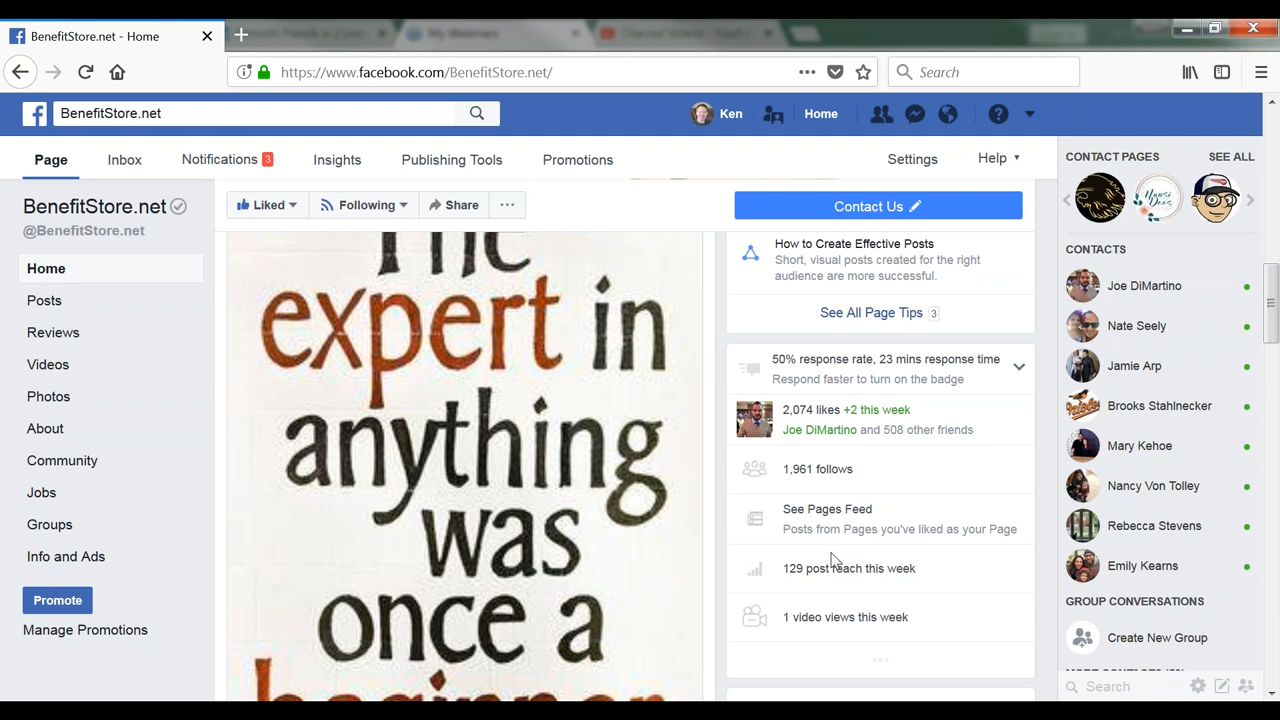 BenefitStore.net - Home
My Webinars
https://www.facebook.com/BenefitStore.net/
Search
BenefitStore.net
Ken
Home
Page
Inbox
Notifications 3
Insights
Publishing Tools
Promotions
Settings
Help
BenefitStore.net
@BenefitStore.net
Home
Posts
Reviews
Videos
Photos
About
Community
Jobs
Groups
Info and Ads
Promote
Manage Promotions
Liked
Following
Share
Contact Us
The
expert in
anything
was
once a
beginner
How to Create Effective Posts
Short, visual posts created for the right
audience are more successful.
See All Page Tips 3
50% response rate, 23 mins response time
Respond faster to turn on the badge
2,074 likes +2 this week
Joe DiMartino and 508 other friends
1,961 follows
See Pages Feed
Posts from Pages you've liked as your Page
129 post reach this week
1 video views this week
CONTACT PAGES
SEE ALL
CONTACTS
Joe DiMartino
Nate Seely
Jamie Arp
Brooks Stahlnecker
Mary Kehoe
Nancy Von Tolley
Rebecca Stevens
Emily Kearns
GROUP CONVERSATIONS
Create New Group
Search